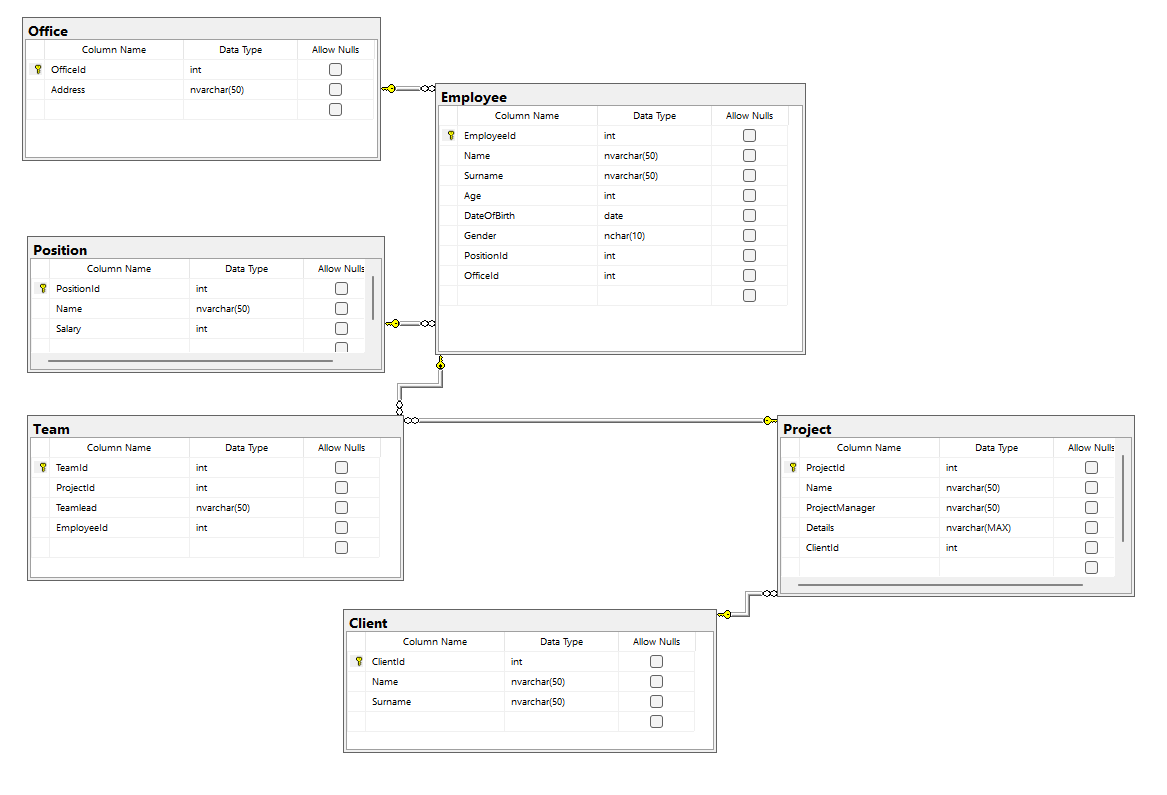 Office
Column Name Data Type Allow Nulls
OfficeId int
Address nvarchar(50)
Employee
Column Name Data Type Allow Nulls
EmployeeId int
Name nvarchar(50)
Surname nvarchar(50)
Age int
DateOfBirth date
Gender nchar(10)
PositionId int
OfficeId int
Position
Column Name Data Type Allow Nulls
PositionId int
Name nvarchar(50)
Salary int
Team
Column Name Data Type Allow Nulls
TeamId int
ProjectId int
Teamlead nvarchar(50)
EmployeeId int
Project
Column Name Data Type Allow Nulls
ProjectId int
Name nvarchar(50)
ProjectManager nvarchar(50)
Details nvarchar(MAX)
ClientId int
Client
Column Name Data Type Allow Nulls
ClientId int
Name nvarchar(50)
Surname nvarchar(50)